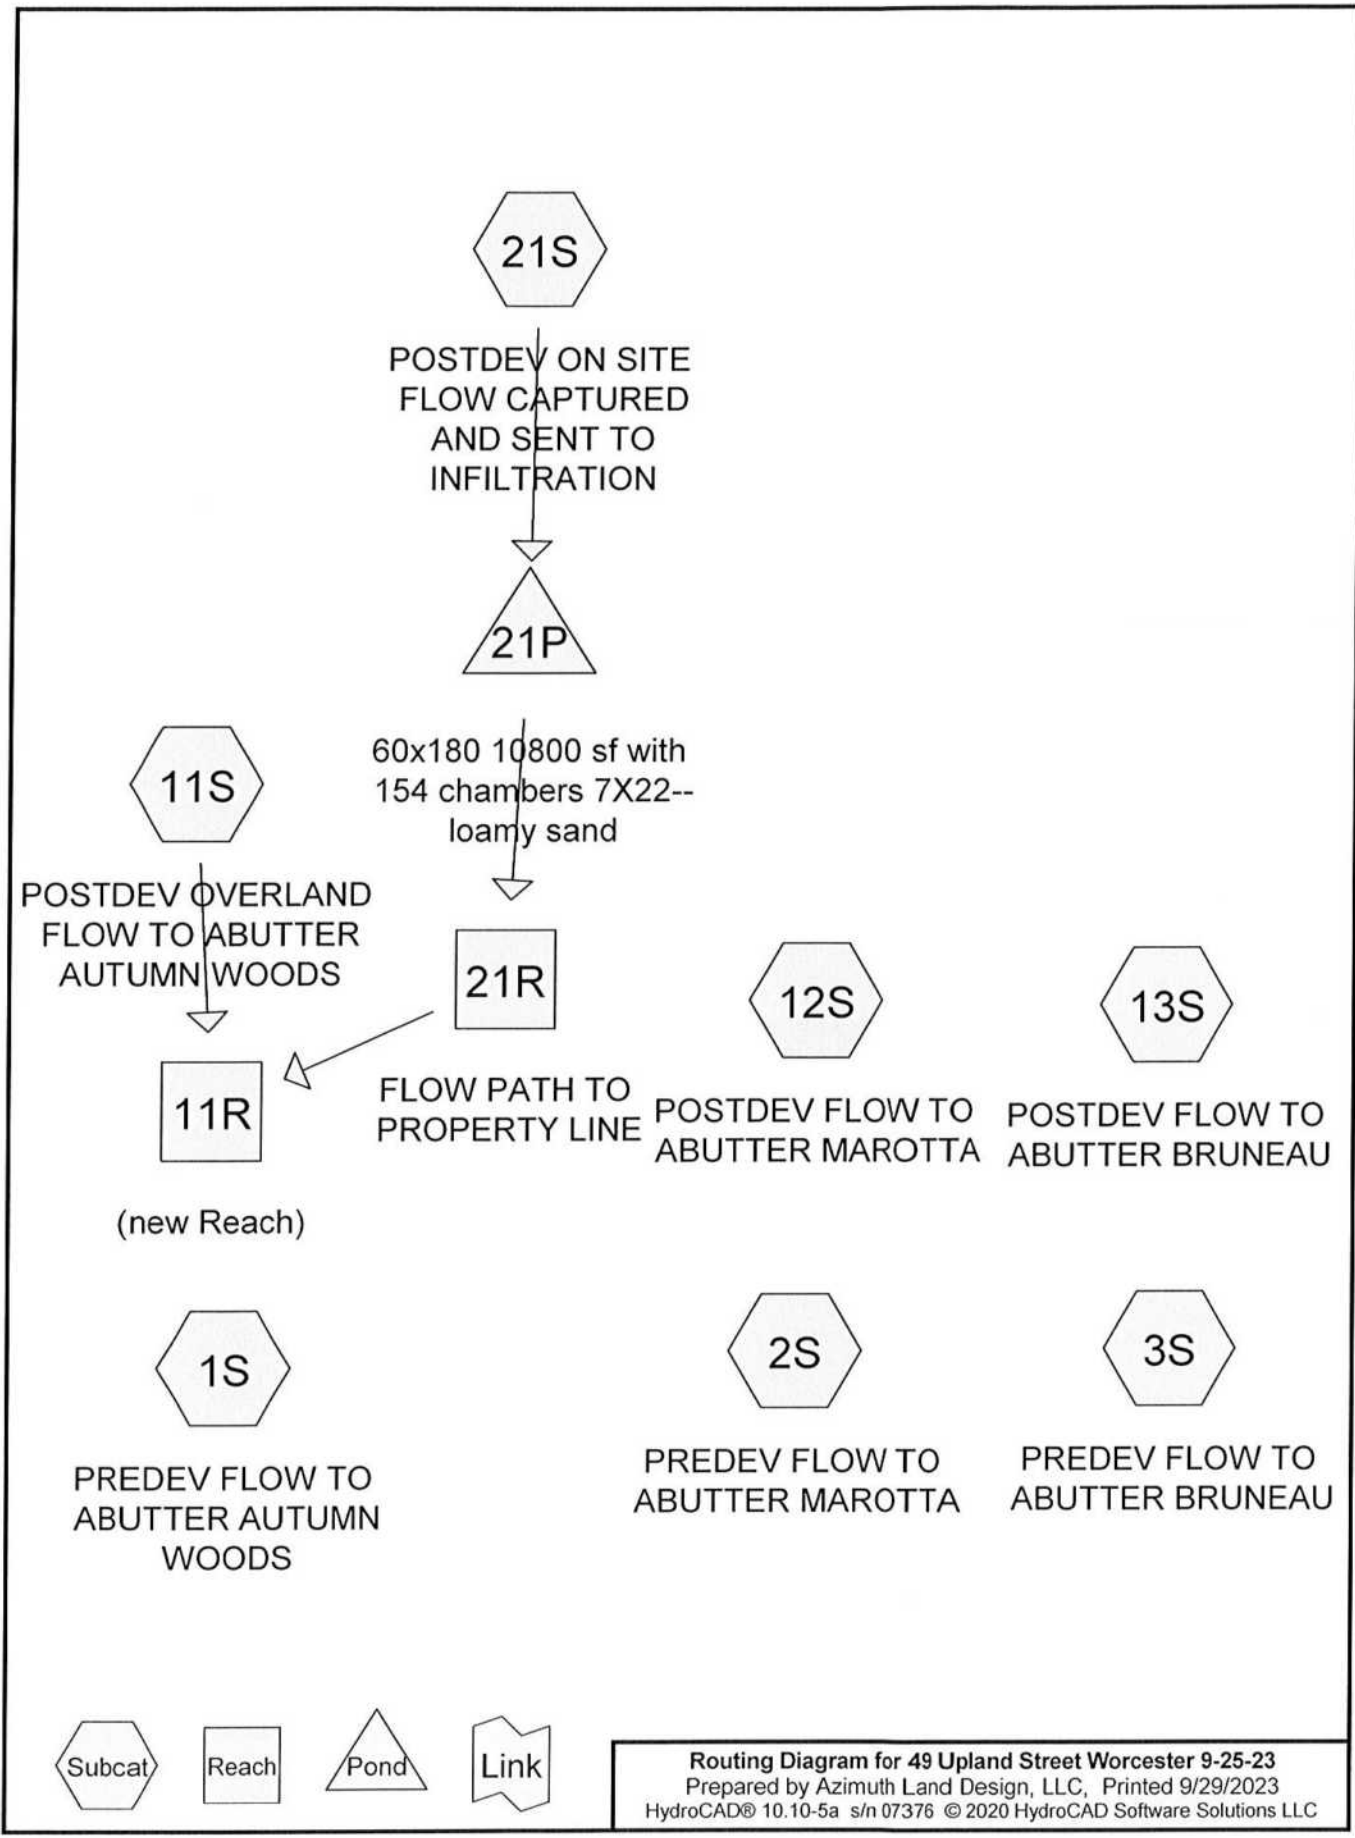 21S
POSTDEV ON SITE
FLOW CAPTURED
AND SENT TO
INFILTRATION
21P
60x180 10800 sf with
154 chambers 7X22--
loamy sand
11S
POSTDEV OVERLAND
FLOW TO ABUTTER
AUTUMN WOODS
21R
FLOW PATH TO
PROPERTY LINE
11R
(new Reach)
12S
POSTDEV FLOW TO
ABUTTER MAROTTA
13S
POSTDEV FLOW TO
ABUTTER BRUNEAU
1S
PREDEV FLOW TO
ABUTTER AUTUMN
WOODS
2S
PREDEV FLOW TO
ABUTTER MAROTTA
3S
PREDEV FLOW TO
ABUTTER BRUNEAU
Subcat
Reach
Pond
Link
Routing Diagram for 49 Upland Street Worcester 9-25-23
Prepared by Azimuth Land Design, LLC, Printed 9/29/2023
HydroCAD® 10.10-5a s/n 07376 © 2020 HydroCAD Software Solutions LLC